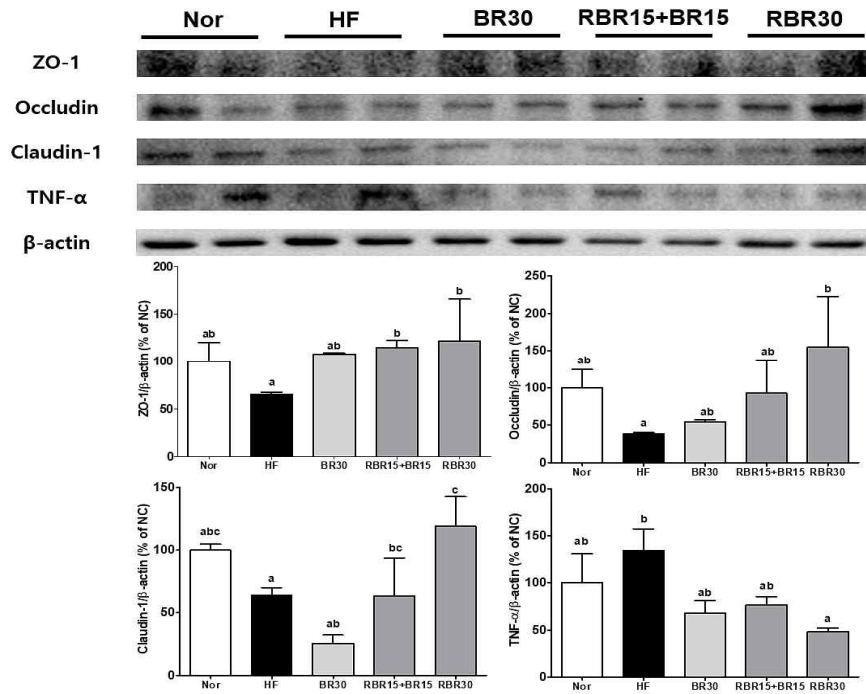 Nor HF BR30 RBR15+BR15 RBR30
ZO-1
Occludin
Claudin-1
TNF-α
β-actin
ZO-1/β-actin (% of NC)
200
150
100
50
0
ab
a
ab
b
b
Nor HF BR30 RBR15+BR15 RBR30
Occludin/β-actin (% of NC)
250
200
150
100
50
0
ab
a
ab
ab
b
Nor HF BR30 RBR15+BR15 RBR30
Claudin-1/β-actin (% of NC)
150
100
50
0
abc
a
ab
bc
c
Nor HF BR30 RBR15+BR15 RBR30
TNF-α/β-actin (% of NC)
200
150
100
50
0
ab
b
ab
ab
a
Nor HF BR30 RBR15+BR15 RBR30